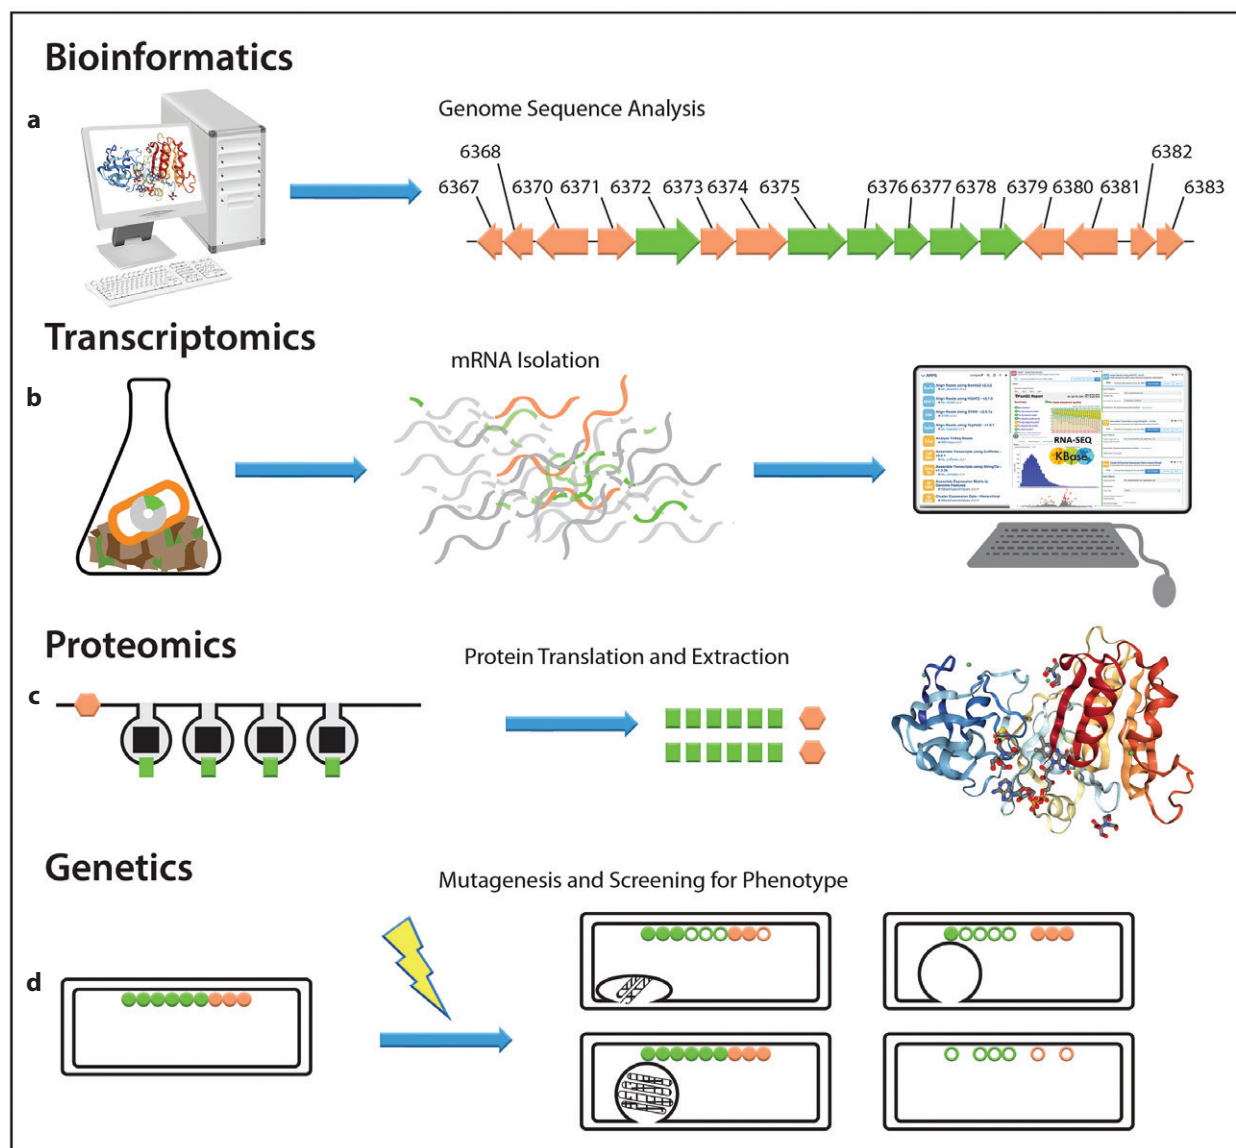 Bioinformatics
a
Genome Sequence Analysis
6368 6382
6367 6370 6371 6372 6373 6374 6375 6376 6377 6378 6379 6380 6381 6383
Transcriptomics
b
mRNA Isolation
RNA-SEQ
KBase
Proteomics
c
Protein Translation and Extraction
Genetics
Mutagenesis and Screening for Phenotype
d